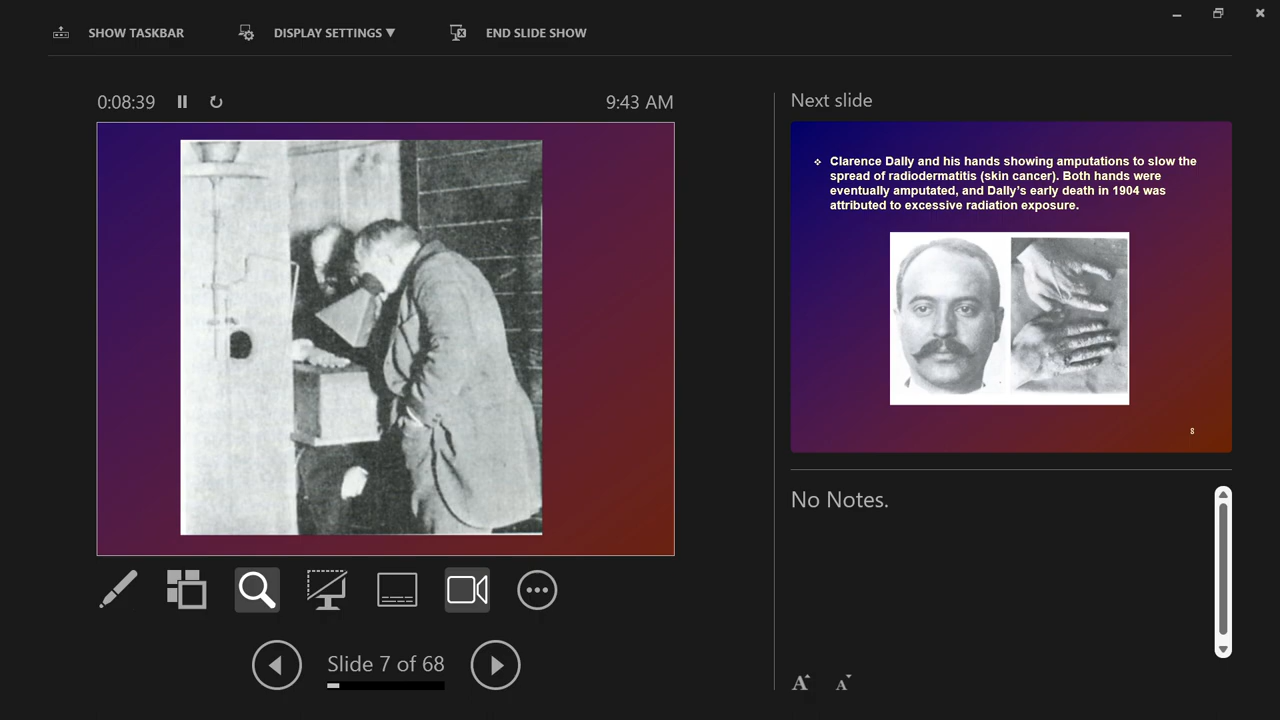 SHOW TASKBAR
DISPLAY SETTINGS ▼
END SLIDE SHOW
0:08:39
9:43 AM
Next slide
❖ Clarence Dally and his hands showing amputations to slow the
spread of radiodermatitis (skin cancer). Both hands were
eventually amputated, and Dally's early death in 1904 was
attributed to excessive radiation exposure.
8
No Notes.
Slide 7 of 68
A A